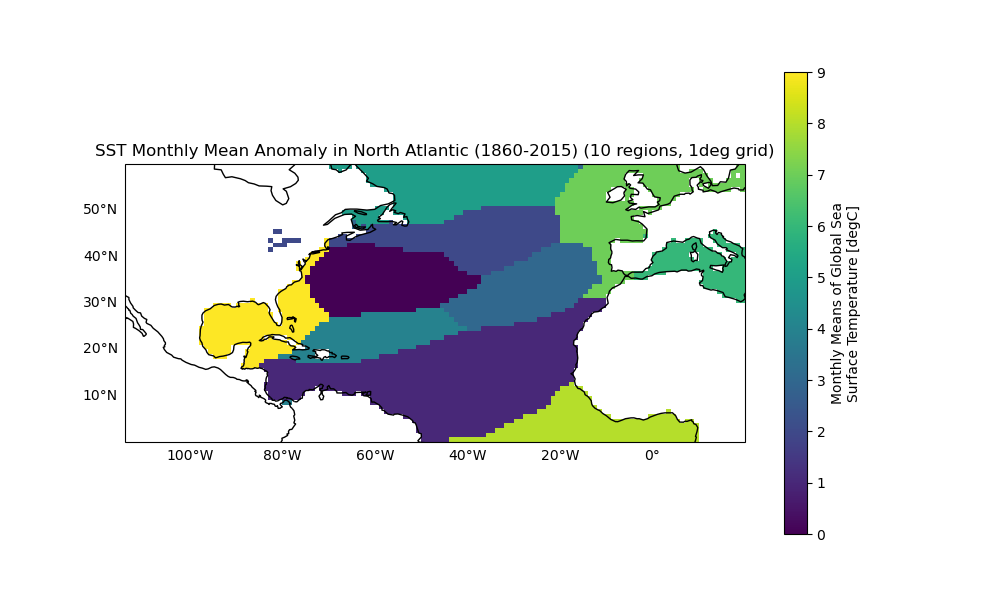 SST Monthly Mean Anomaly in North Atlantic (1860-2015) (10 regions, 1deg grid)
50°N
40°N
30°N
20°N
10°N
100°W
80°W
60°W
40°W
20°W
0°
9
8
7
6
5
4
3
2
1
0
Monthly Means of Global Sea
Surface Temperature [degC]